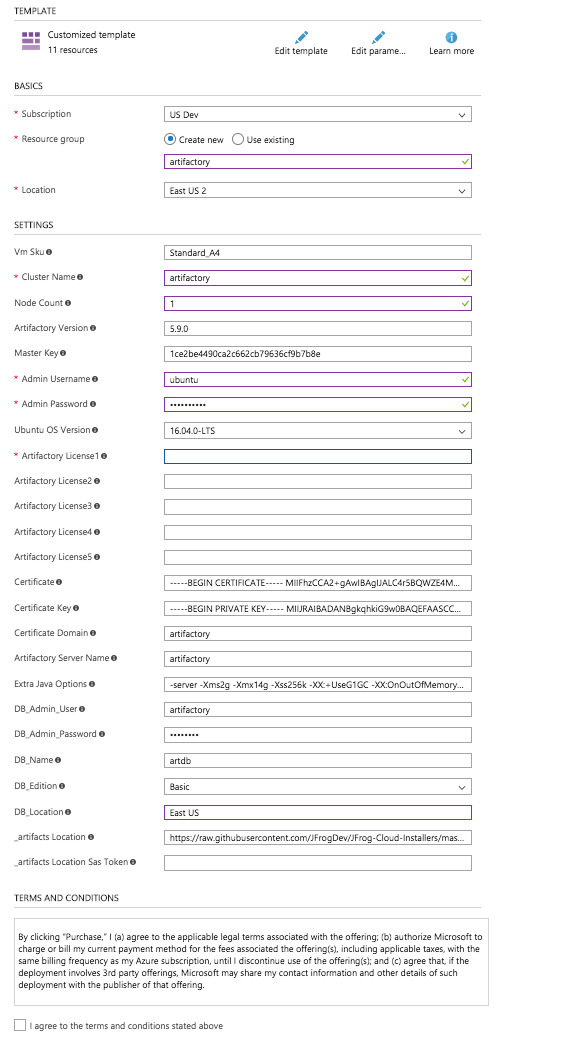 TEMPLATE
Customized template
11 resources
Edit template
Edit parame...
Learn more
BASICS
* Subscription
US Dev
* Resource group
Create new
Use existing
artifactory
* Location
East US 2
SETTINGS
Vm Sku
Standard_A4
* Cluster Name
artifactory
Node Count
1
Artifactory Version
5.9.0
Master Key
1ce2be4490ca2c662cb79636cf9b7b8e
* Admin Username
ubuntu
* Admin Password
••••••••••
Ubuntu OS Version
16.04.0-LTS
* Artifactory License1
Artifactory License2
Artifactory License3
Artifactory License4
Artifactory License5
Certificate
-----BEGIN CERTIFICATE----- MIIFhzCCA2+gAwIBAgIJALC4r5BQWZE4M...
Certificate Key
-----BEGIN PRIVATE KEY----- MIIJRAIBADANBgkqhkiG9w0BAQEFAASCC...
Certificate Domain
artifactory
Artifactory Server Name
artifactory
Extra Java Options
-server -Xms2g -Xmx14g -Xss256k -XX:+UseG1GC -XX:OnOutOfMemory...
DB_Admin_User
artifactory
DB_Admin_Password
••••••••
DB_Name
artdb
DB_Edition
Basic
DB_Location
East US
_artifacts Location
https://raw.githubusercontent.com/JFrogDev/JFrog-Cloud-Installers/mas...
_artifacts Location Sas Token
TERMS AND CONDITIONS
By clicking "Purchase," I (a) agree to the applicable legal terms associated with the offering; (b) authorize Microsoft to
charge or bill my current payment method for the fees associated the offering(s), including applicable taxes, with
the same billing frequency as my Azure subscription, until I discontinue use of the offering(s); and (c) agree that, if
the deployment involves 3rd party offerings, Microsoft may share my contact information and other details of such
deployment with the publisher of that offering.
I agree to the terms and conditions stated above